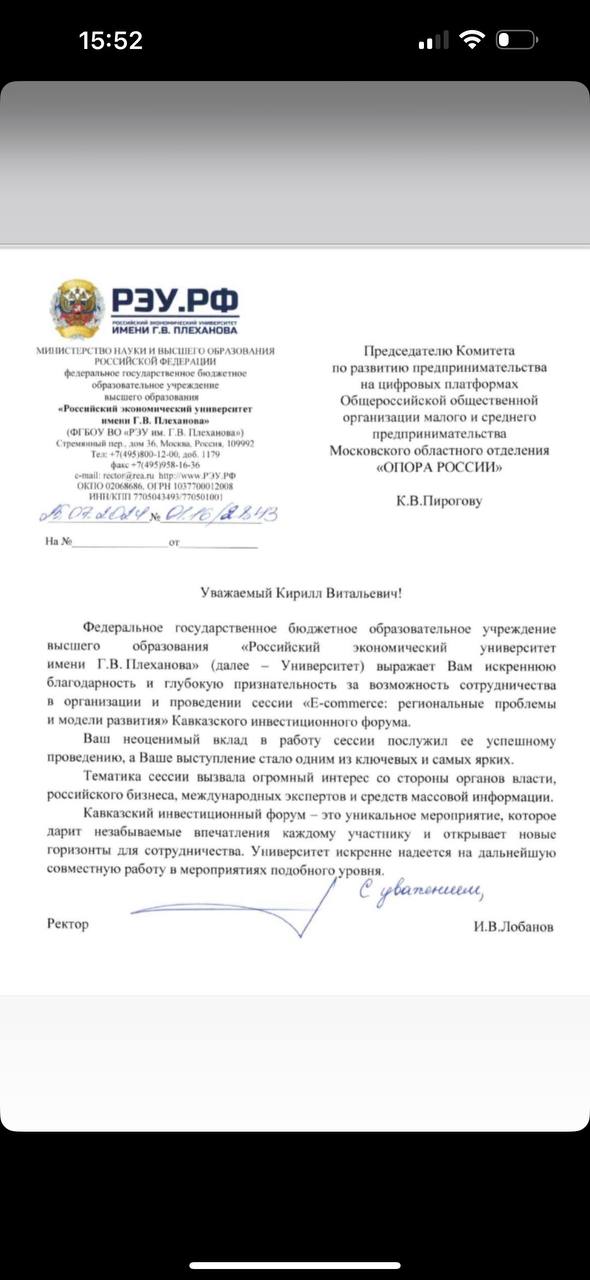 15:52
РЭУ.РФ
РОССИЙСКИЙ ЭКОНОМИЧЕСКИЙ УНИВЕРСИТЕТ
ИМЕНИ Г.В. ПЛЕХАНОВА
МИНИСТЕРСТВО НАУКИ И ВЫСШЕГО ОБРАЗОВАНИЯ
РОССИЙСКОЙ ФЕДЕРАЦИИ
федеральное государственное бюджетное
образовательное учреждение
высшего образования
«Российский экономический университет
имени Г.В. Плеханова»
(ФГБОУ ВО «РЭУ им. Г.В. Плеханова»)
Стремянный пер., дом 36, Москва, Россия, 109992
Тел: +7(495)800-12-00, доб. 1179
факс +7(495)958-16-36
e-mail: rector@rea.ru http://www.РЭУ.РФ
ОКПО 02068686, ОГРН 1037700012008
ИНН/КПП 7705043493/770501001
07.2024 № 01.16/2843
На №_______________от____________
Председателю Комитета
по развитию предпринимательства
на цифровых платформах
Общероссийской общественной
организации малого и среднего
предпринимательства
Московского областного отделения
«ОПОРА РОССИИ»
К.В.Пирогову
Уважаемый Кирилл Витальевич!
Федеральное государственное бюджетное образовательное учреждение
высшего образования «Российский экономический университет
имени Г.В. Плеханова» (далее – Университет) выражает Вам искреннюю
благодарность и глубокую признательность за возможность сотрудничества
в организации и проведении сессии «E-commerce: региональные проблемы
и модели развития» Кавказского инвестиционного форума.
Ваш неоценимый вклад в работу сессии послужил ее успешному
проведению, а Ваше выступление стало одним из ключевых и самых ярких.
Тематика сессии вызвала огромный интерес со стороны органов власти,
российского бизнеса, международных экспертов и средств массовой информации.
Кавказский инвестиционный форум – это уникальное мероприятие, которое
дарит незабываемые впечатления каждому участнику и открывает новые
горизонты для сотрудничества. Университет искренне надеется на дальнейшую
совместную работу в мероприятиях подобного уровня.
С уважением,
Ректор
И.В.Лобанов